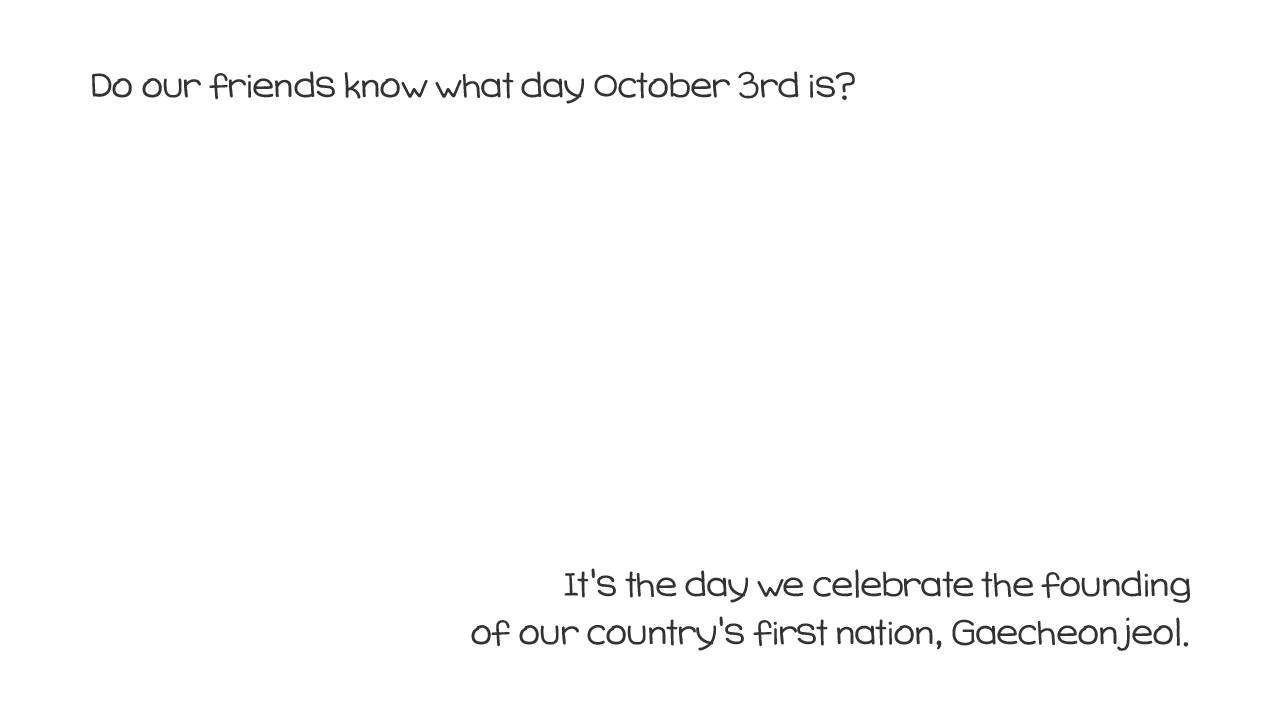 Do our friends know what day October 3rd is?
It's the day we celebrate the founding
of our country's first nation, Gaecheonjeol.